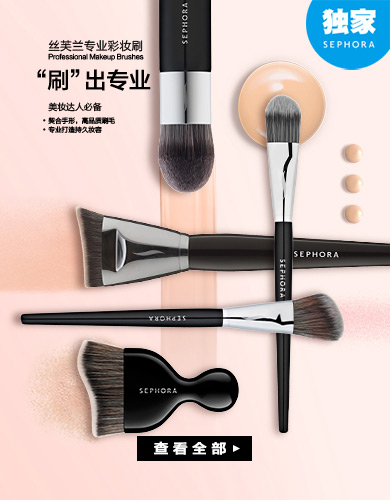 独家
SEPHORA
丝芙兰专业彩妆刷
Professional Makeup Brushes
“刷”出专业
美妆达人必备
• 契合手形，高品质刷毛
• 专业打造持久妆容
SEPHORA
SEPHORA
SEPHORA
SEPHORA
SEPHORA
查看全部